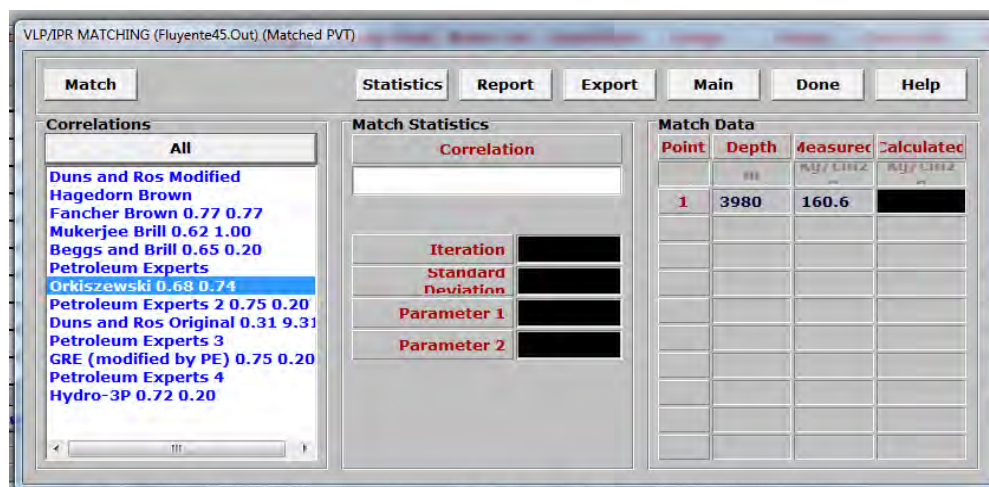 VLP/IPR MATCHING (Fluyente45.Out) (Matched PVT)
Match Statistics Report Export Main Done Help
Correlations
All
Duns and Ros Modified
Hagedorn Brown
Fancher Brown 0.77 0.77
Mukerjee Brill 0.62 1.00
Beggs and Brill 0.65 0.20
Petroleum Experts
Orkiszewski 0.68 0.74
Petroleum Experts 2 0.75 0.20
Duns and Ros Original 0.31 9.31
Petroleum Experts 3
GRE (modified by PE) 0.75 0.20
Petroleum Experts 4
Hydro-3P 0.72 0.20
Match Statistics
Correlation
Iteration
Standard
Deviation
Parameter 1
Parameter 2
Match Data
Point Depth Measured Calculated
m Kg/cm2 Kg/cm2
1 3980 160.6